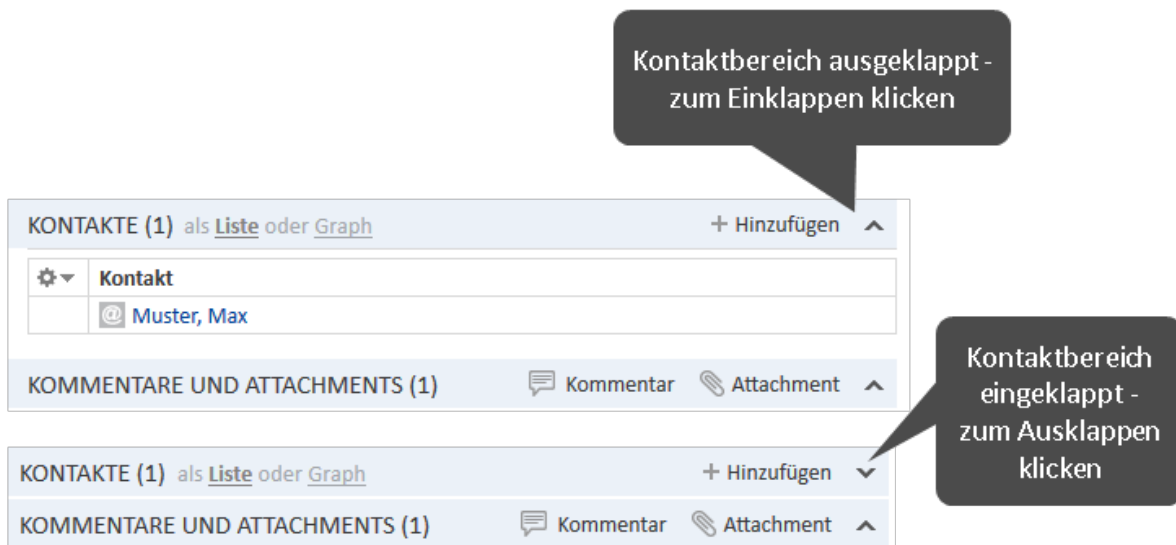 Kontaktbereich ausgeklappt -
zum Einklappen klicken
KONTAKTE (1) als Liste oder Graph + Hinzufügen
Kontakt
@ Muster, Max
KOMMENTARE UND ATTACHMENTS (1) Kommentar Attachment
Kontaktbereich
eingeklappt -
zum Ausklappen
klicken
KONTAKTE (1) als Liste oder Graph + Hinzufügen
KOMMENTARE UND ATTACHMENTS (1) Kommentar Attachment